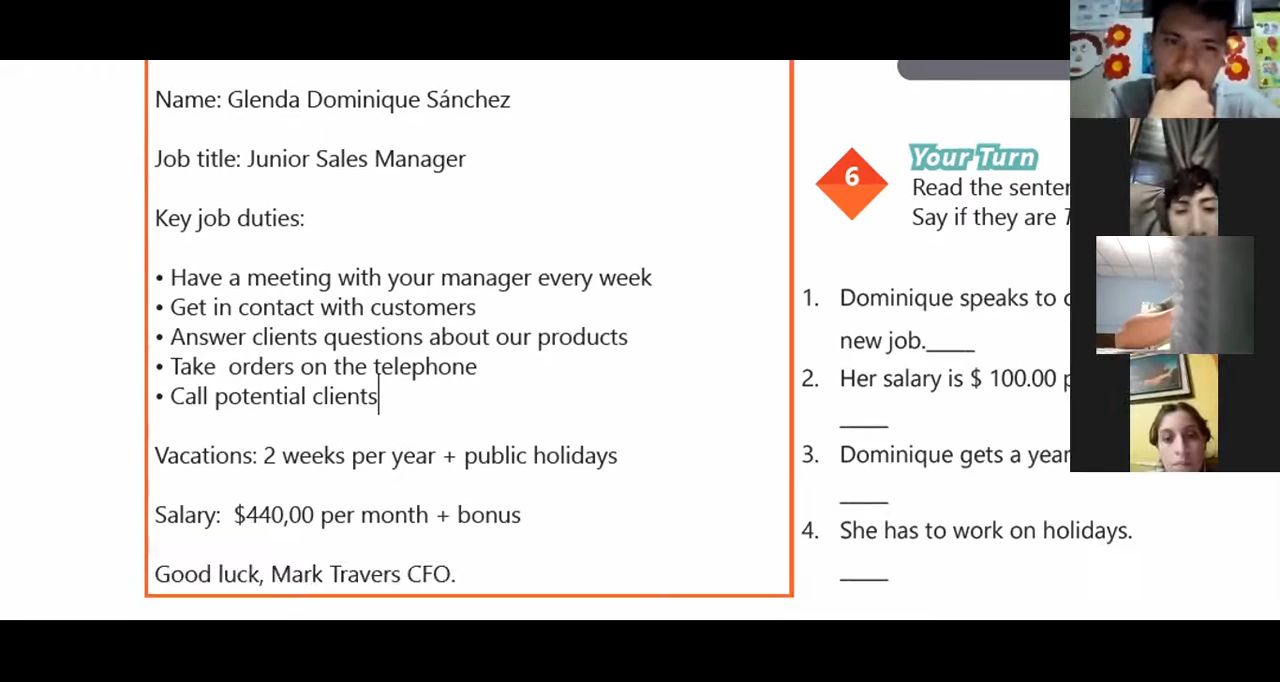 Name: Glenda Dominique Sánchez
Job title: Junior Sales Manager
Key job duties:
• Have a meeting with your manager every week
• Get in contact with customers
• Answer clients questions about our products
• Take  orders on the telephone
• Call potential clients
Vacations: 2 weeks per year + public holidays
Salary:  $440,00 per month + bonus
Good luck, Mark Travers CFO.
6
Your Turn
Read the
Say if they are
1. Dominique speaks to
new job.____
2. Her salary is $ 100.00
____
3. Dominique gets a
____
4. She has to work on holidays.
____